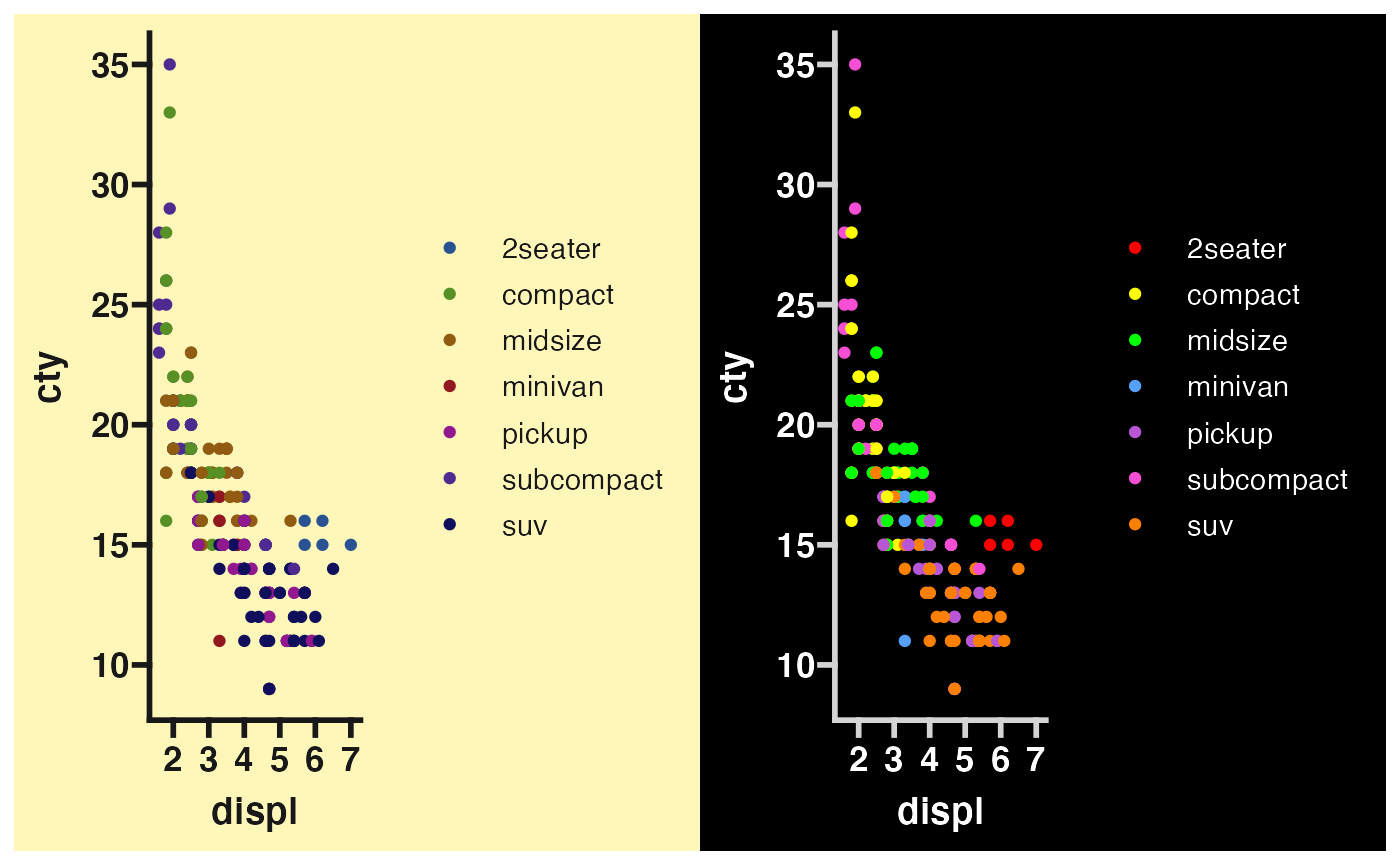 35
30
25
20
15
10
cty
2 3 4 5 6 7
displ
2seater
compact
midsize
minivan
pickup
subcompact
suv
35
30
25
20
15
10
cty
2 3 4 5 6 7
displ
2seater
compact
midsize
minivan
pickup
subcompact
suv